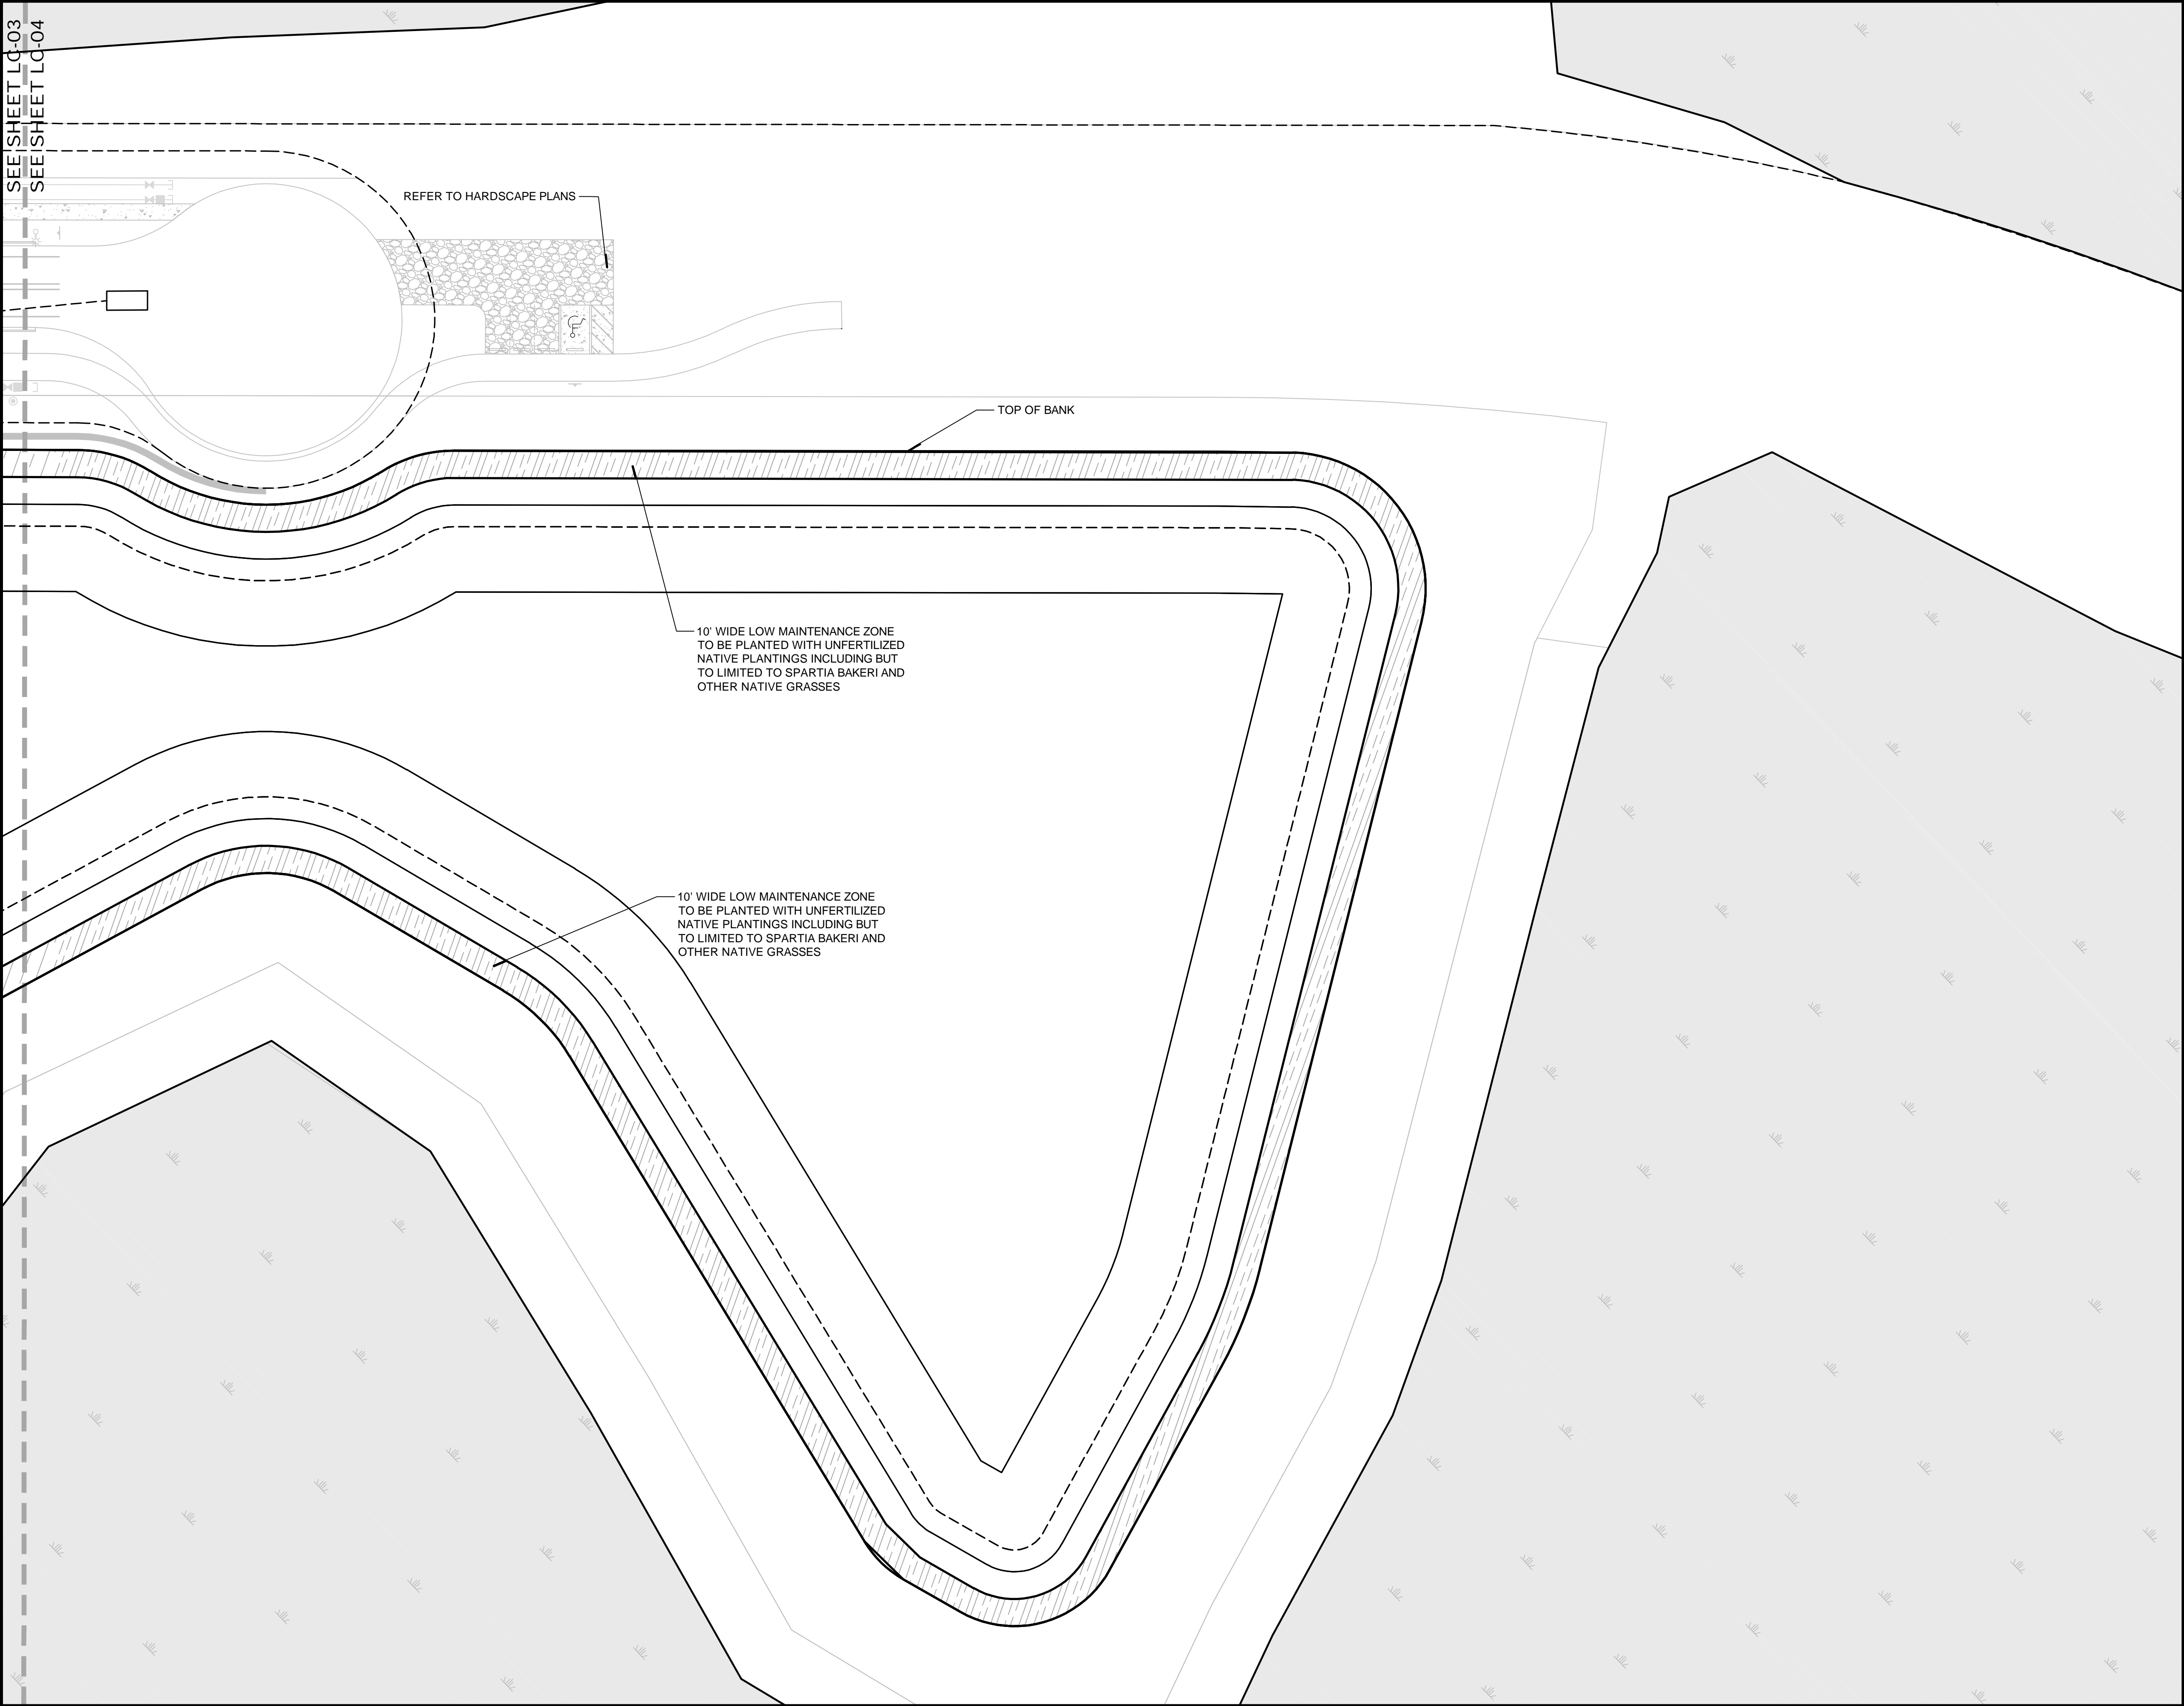 SEE SHEET LC-03
SEE SHEET LC-04
REFER TO HARDSCAPE PLANS
TOP OF BANK
10' WIDE LOW MAINTENANCE ZONE
TO BE PLANTED WITH UNFERTILIZED
NATIVE PLANTINGS INCLUDING BUT
TO LIMITED TO SPARTIA BAKERI AND
OTHER NATIVE GRASSES
10' WIDE LOW MAINTENANCE ZONE
TO BE PLANTED WITH UNFERTILIZED
NATIVE PLANTINGS INCLUDING BUT
TO LIMITED TO SPARTIA BAKERI AND
OTHER NATIVE GRASSES